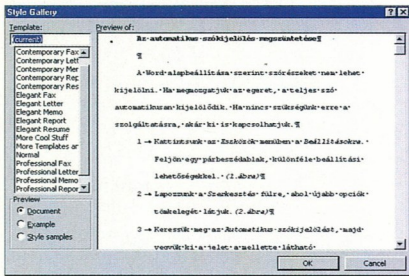 Style Gallery
Template:
(current)
Contemporary Fax
Contemporary Lett
Contemporary Mer
Contemporary Rep
Contemporary Res
Elegant Fax
Elegant Letter
Elegant Memo
Elegant Report
Elegant Resume
More Cool Stuff
More Templates ar
Normal
Professional Fax
Professional Letter
Professional Memo
Professional Repor
Preview
Document
Example
Style samples
Preview of:
Az·automatikus·szókijelölés·megszüntetése¶
¶
A·Word·alapbeállítása·szerint·szórészeket·nem·lehet·
kijelölni.·Ha·megmozgatjuk·az·egeret,·a·teljes·szó·
automatikusan·kijelölődik.·Ha·nincs·szükségünk·erre·a·
szolgáltatásra,·akár·ki·is·kapcsolhatjuk.·¶
1→Kattintsunk·az·Eszközök·menüben·a·Beállításokra.·
Feljön·egy·párbeszédablak,·különféle·beállítási·
lehetőségekkel.·(1.ábra)¶
2→Lapozzunk·a·Szerkesztés·fülre,·ahol·újabb·opciók·
tömkelegét·látjuk.·(2.ábra)¶
3→Keressük·meg·az·Automatikus·szókijelölést,·majd·
vegyük·ki·a·jelet·a·mellette·látható·
OK
Cancel